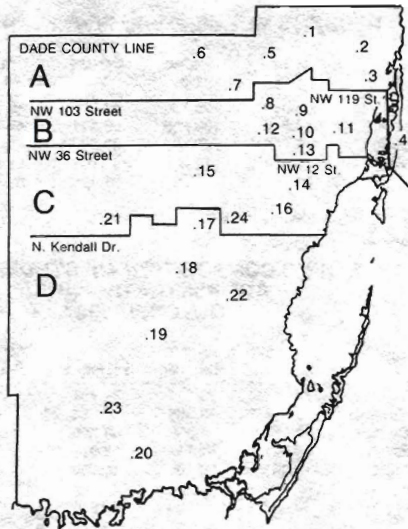 .1
DADE COUNTY LINE
.6
.5
.2
A
.7
.3
NW 103 Street
.8
.9
NW 119 St.
B
.12
.10
.11
.4
NW 36 Street
.13
.15
NW 12 St.
.14
C
.21
.17
.24
.16
N. Kendall Dr.
D
.18
.22
.19
.23
.20